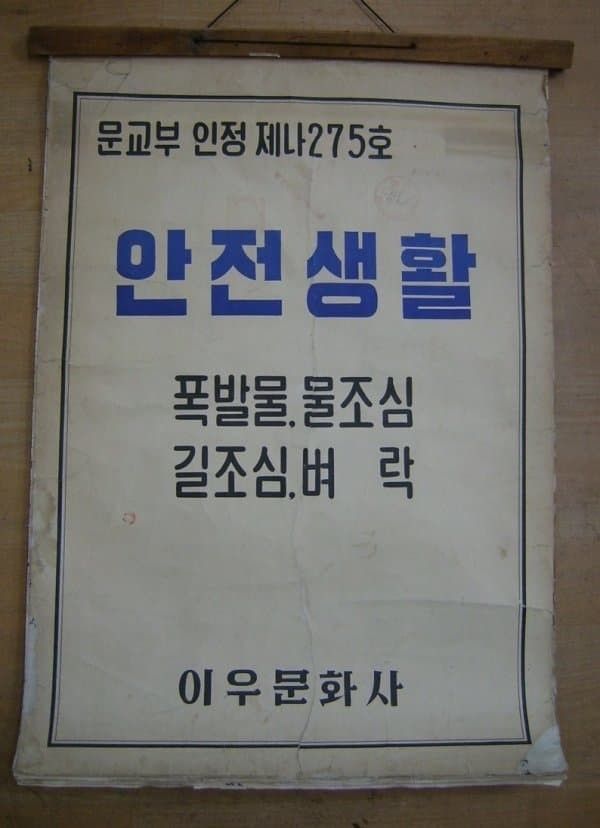 문교부 인정 제나275호
안전생활
폭발물, 물조심
길조심, 벼 락
이우문화사